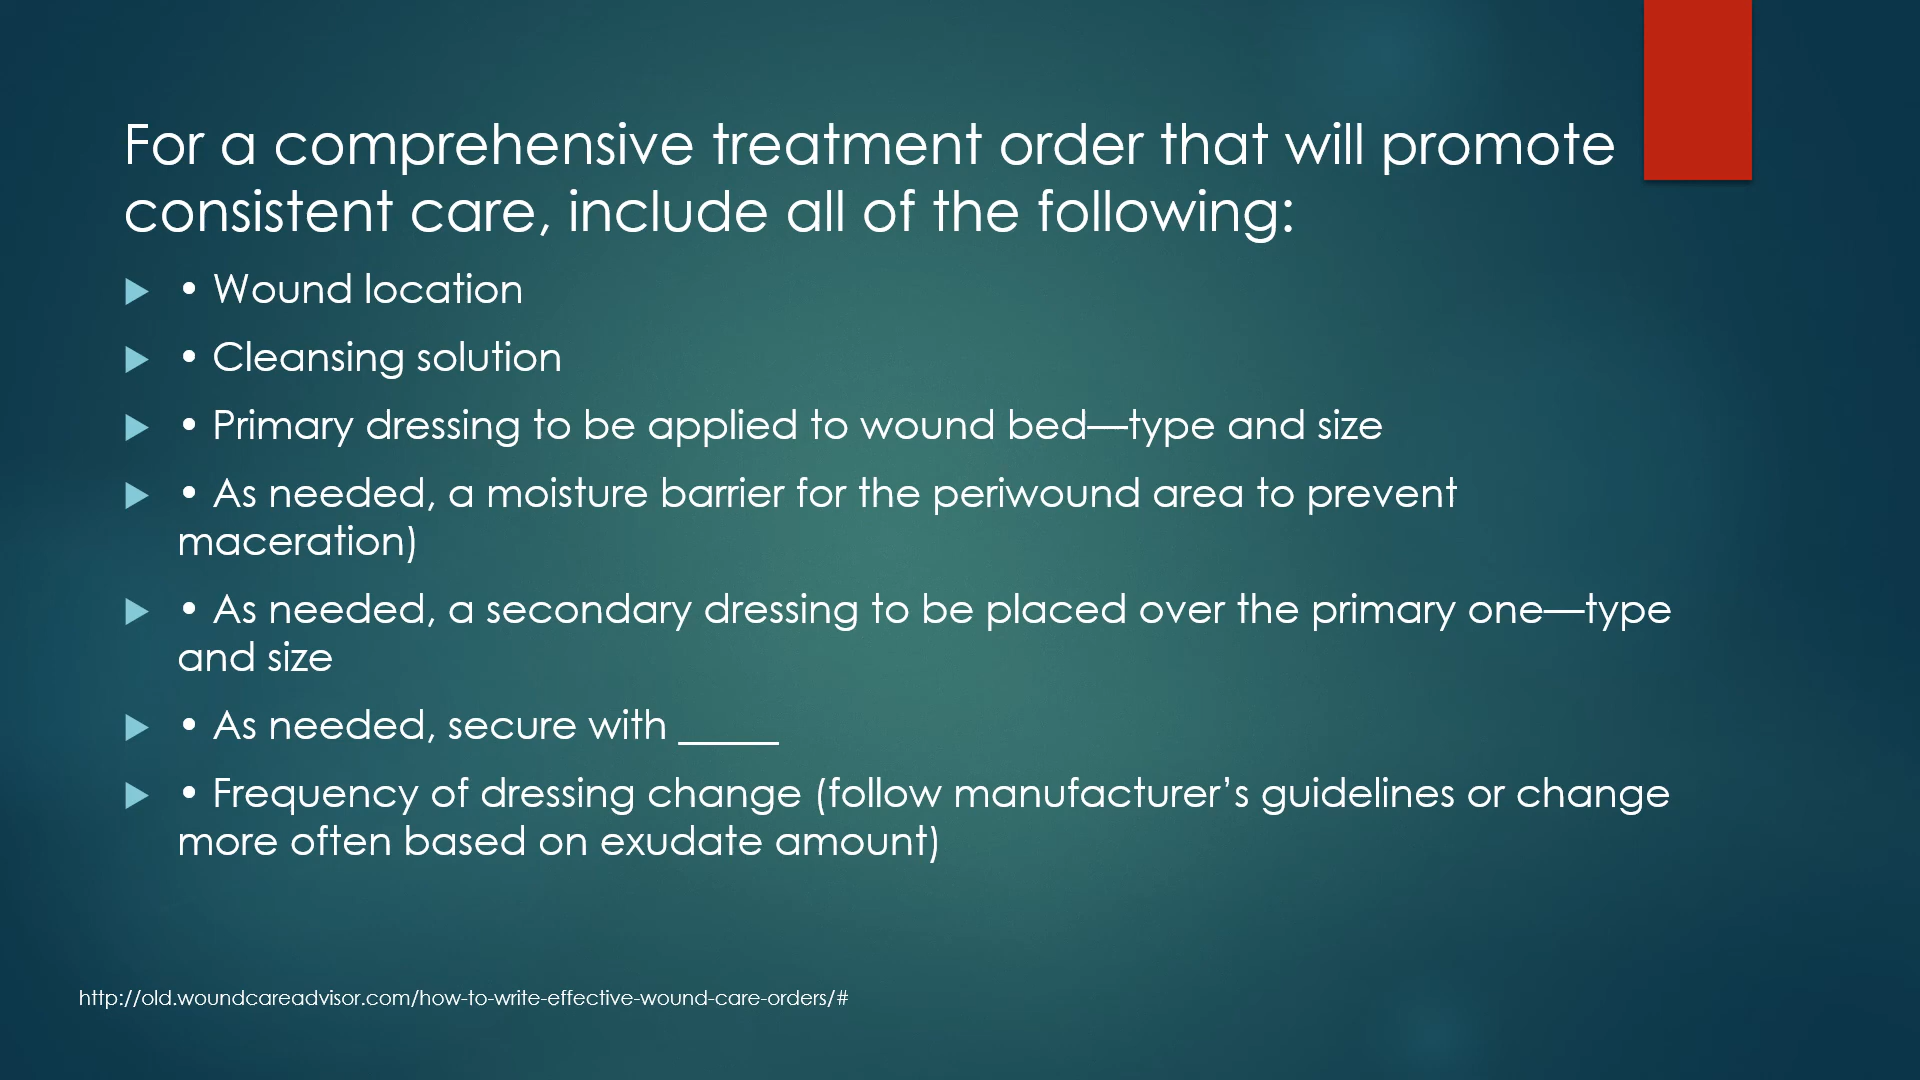 For a comprehensive treatment order that will promote
consistent care, include all of the following:
• Wound location
• Cleansing solution
• Primary dressing to be applied to wound bed—type and size
• As needed, a moisture barrier for the periwound area to prevent
maceration)
• As needed, a secondary dressing to be placed over the primary one—type
and size
• As needed, secure with _____
• Frequency of dressing change (follow manufacturer’s guidelines or change
more often based on exudate amount)
http://old.woundcareadvisor.com/how-to-write-effective-wound-care-orders/#